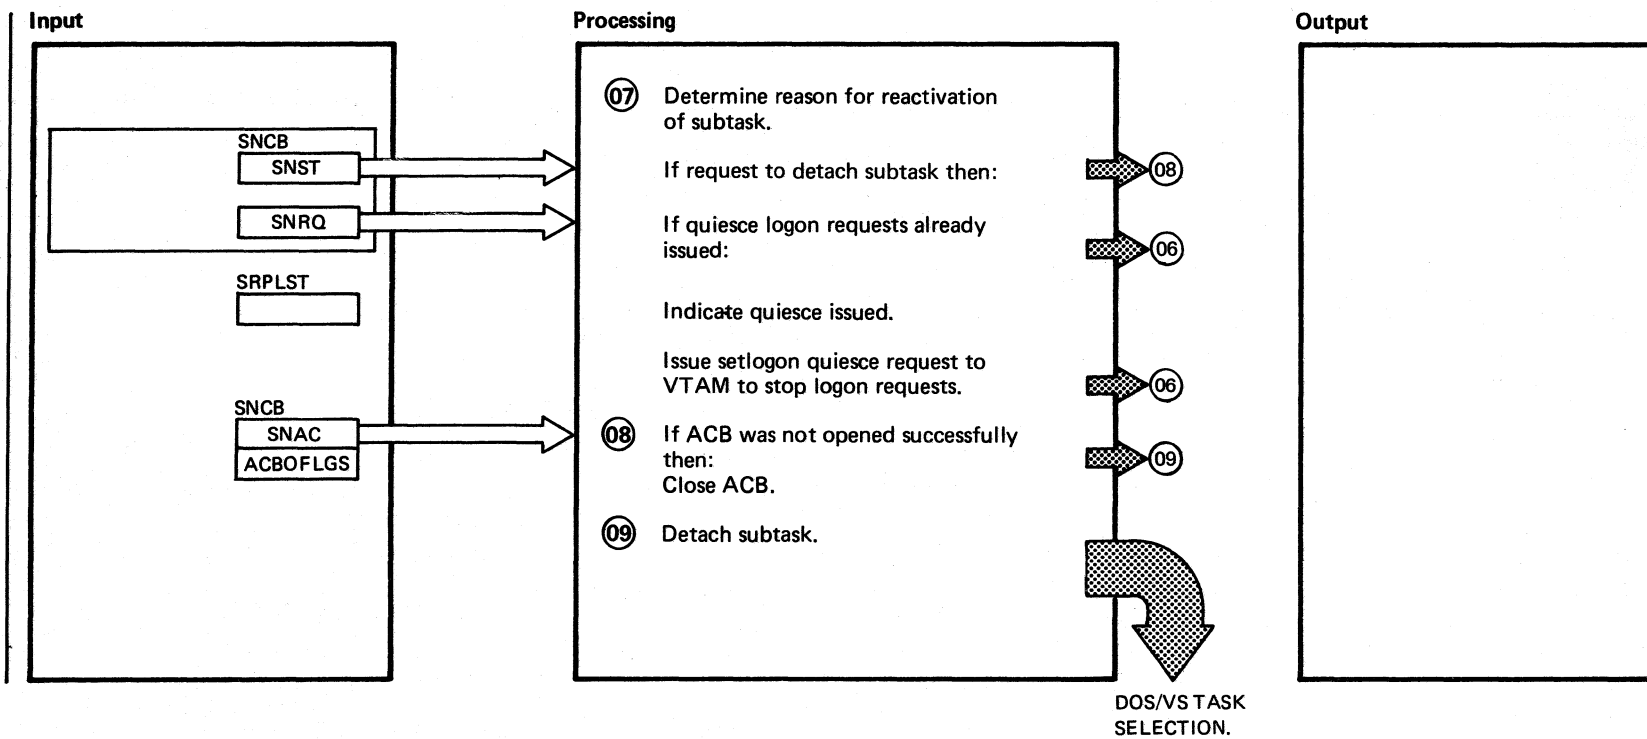 Input
Processing
Output
SNCB
SNST
SNRQ
SRPLST
SNCB
SNAC
ACBOFLGS
07 Determine reason for reactivation
of subtask.
If request to detach subtask then:
08
If quiesce logon requests already
issued:
06
Indicate quiesce issued.
Issue setlogon quiesce request to
VTAM to stop logon requests.
06
08 If ACB was not opened successfully
then:
09
Close ACB.
09 Detach subtask.
DOS/VS TASK
SELECTION.